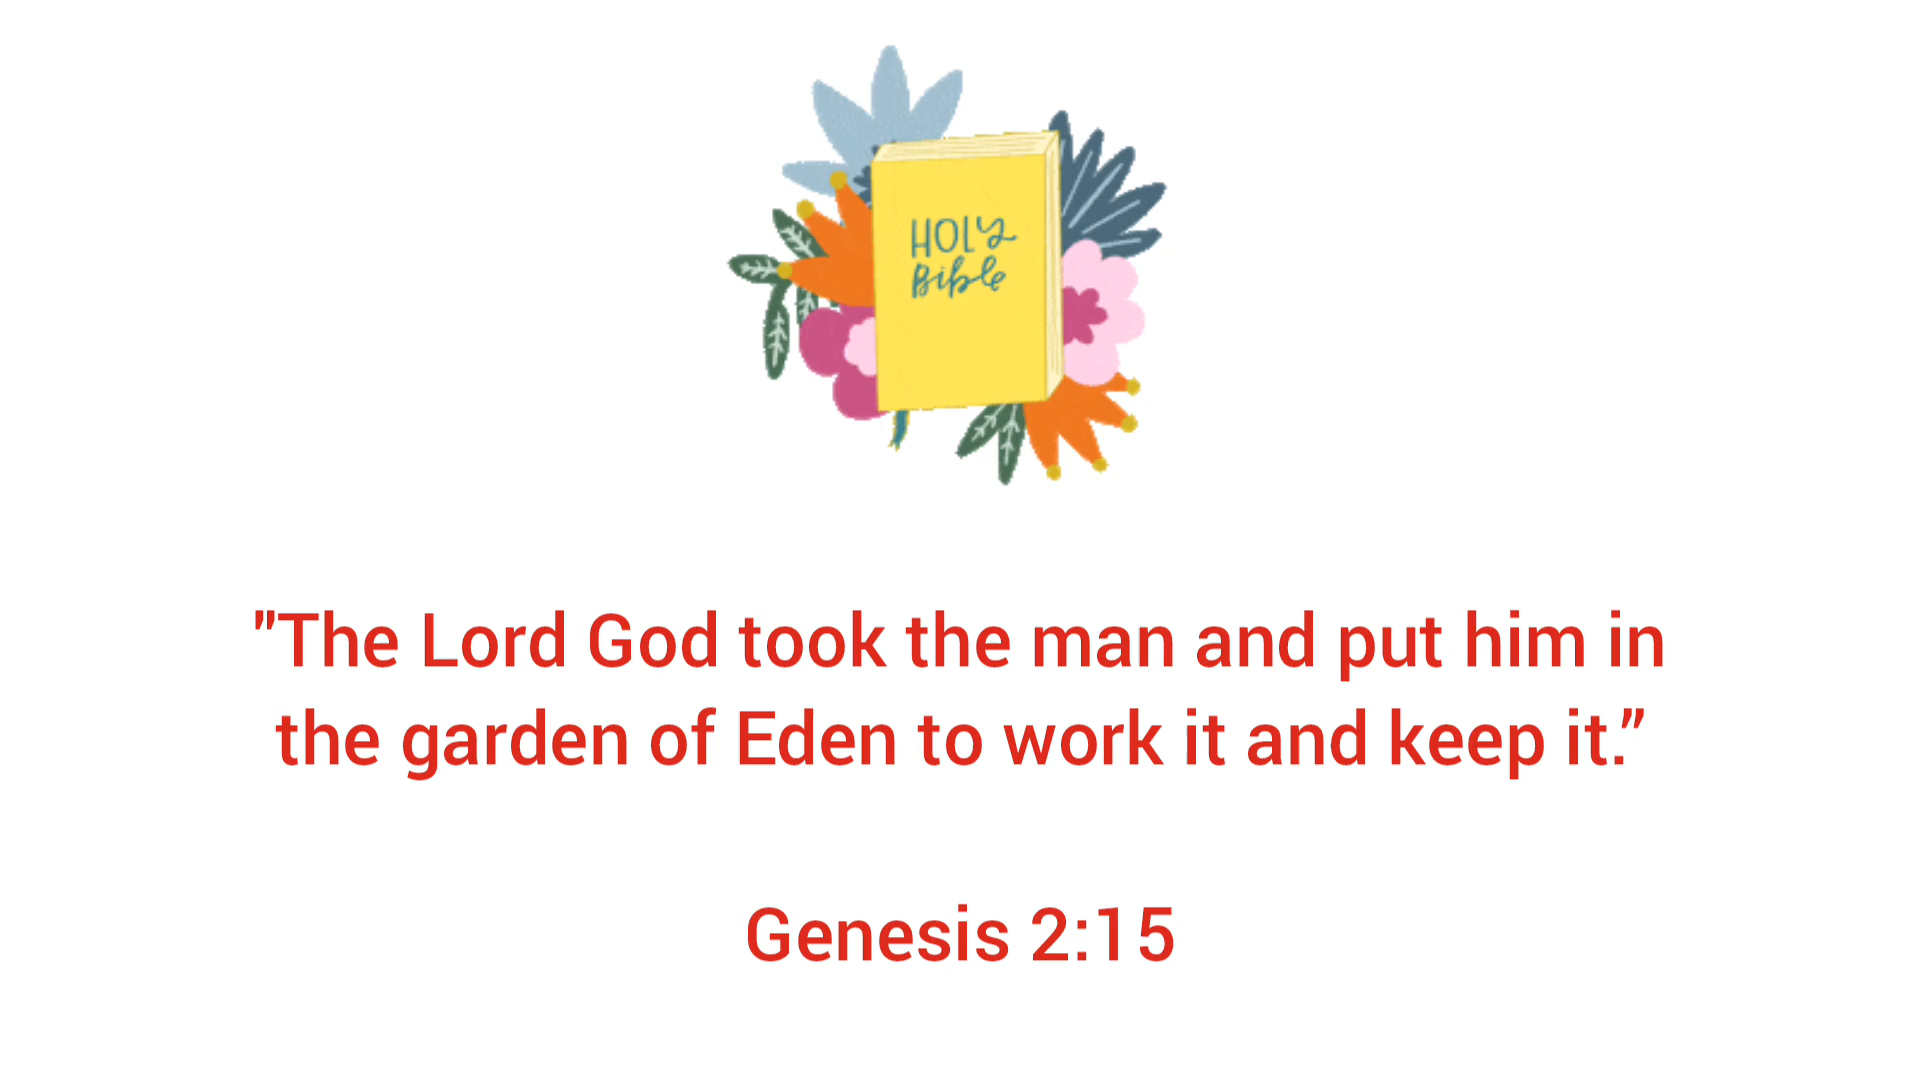 HOLY
Bible
"The Lord God took the man and put him in
the garden of Eden to work it and keep it.”
Genesis 2:15